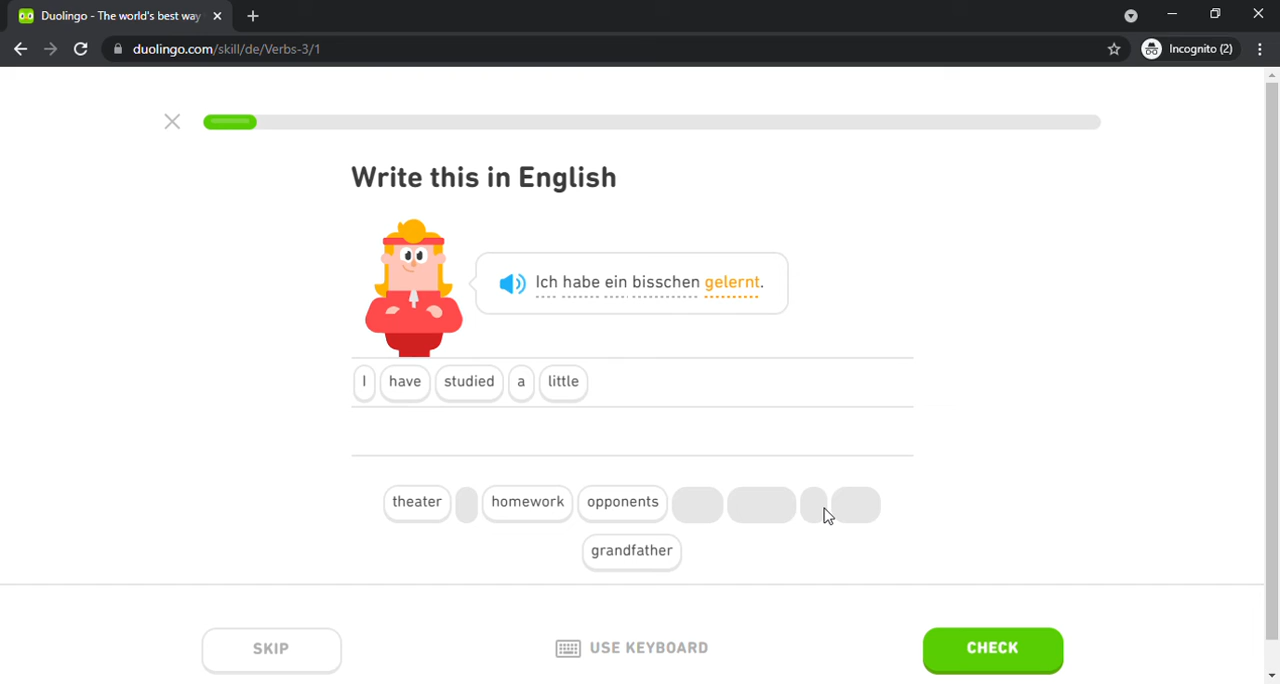 Duolingo - The world's best way
duolingo.com/skill/de/Verbs-3/1
Incognito (2)
Write this in English
Ich habe ein bisschen gelernt.
I have studied a little
theater homework opponents
grandfather
SKIP USE KEYBOARD CHECK